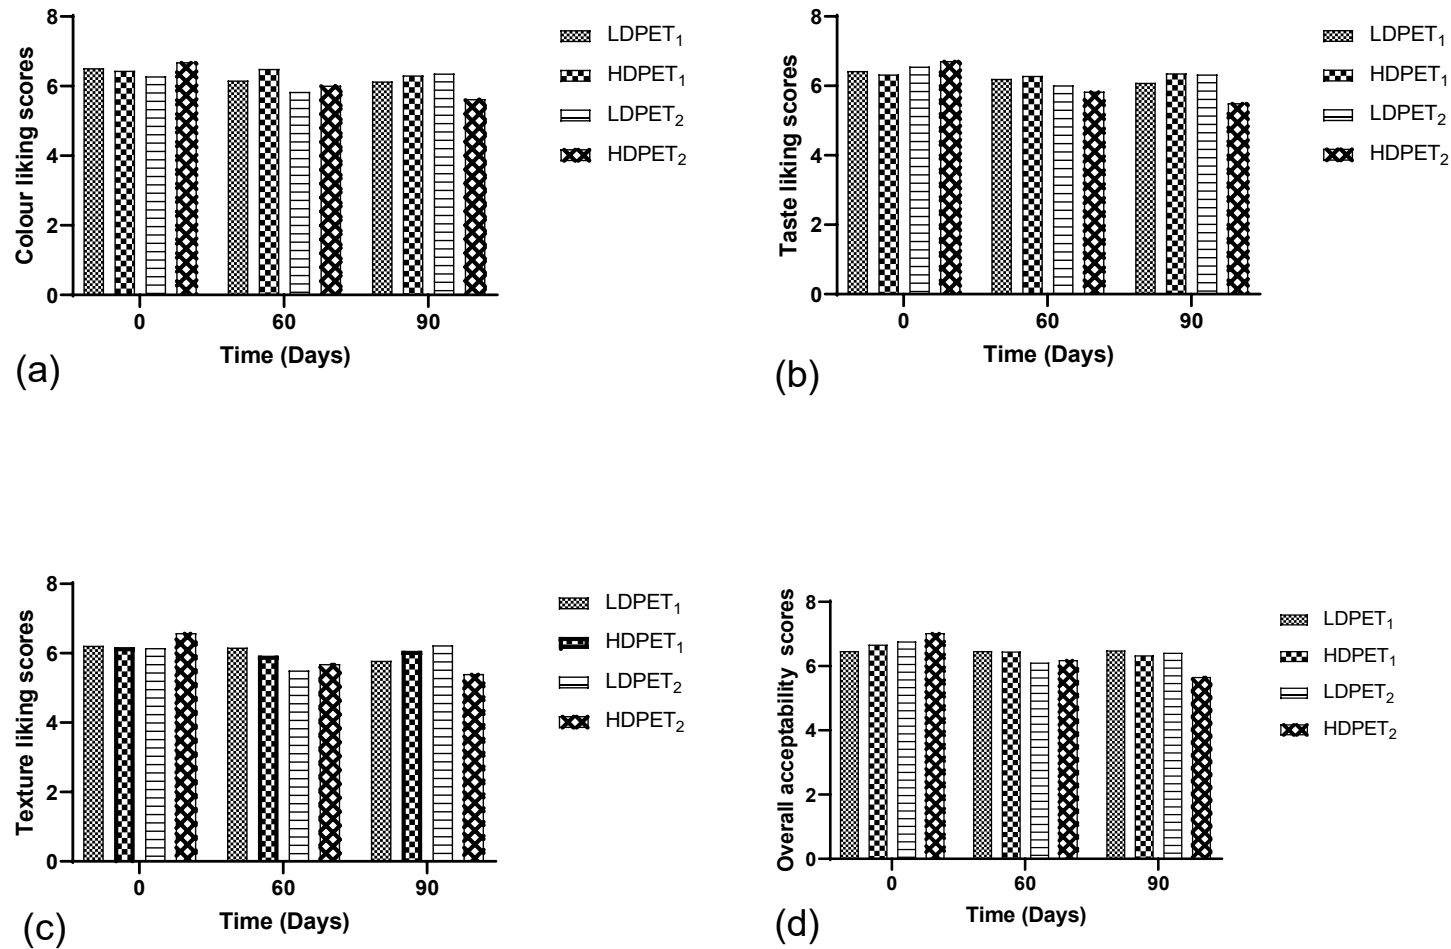 Colour liking scores
8
6
4
2
0
0 60 90
Time (Days)
LDPET₁
HDPET₁
LDPET₂
HDPET₂
(a)
Taste liking scores
8
6
4
2
0
0 60 90
Time (Days)
LDPET₁
HDPET₁
LDPET₂
HDPET₂
(b)
Texture liking scores
8
6
4
2
0
0 60 90
Time (Days)
LDPET₁
HDPET₁
LDPET₂
HDPET₂
(c)
Overall acceptability scores
8
6
4
2
0
0 60 90
Time (Days)
LDPET₁
HDPET₁
LDPET₂
HDPET₂
(d)